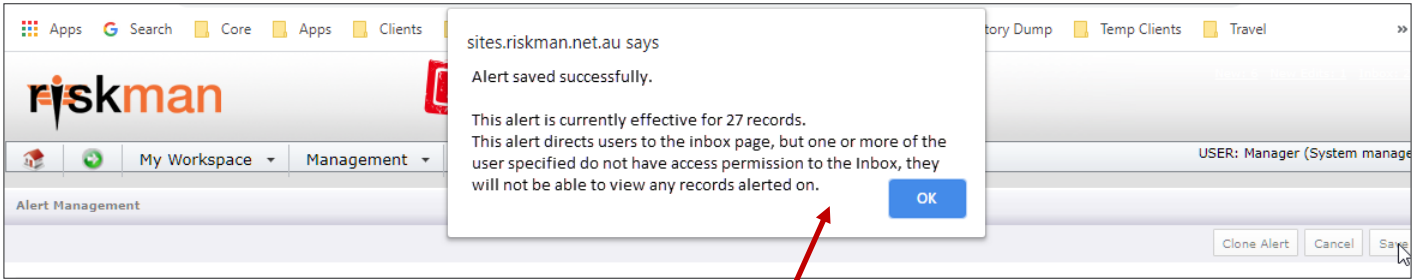 Apps G Search Core Apps Clients
tory Dump Temp Clients Travel »
sites.riskman.net.au says
Alert saved successfully.
This alert is currently effective for 27 records.
This alert directs users to the inbox page, but one or more of the
user specified do not have access permission to the Inbox, they
will not be able to view any records alerted on.
OK
riskman
My Workspace Management
USER: Manager (System manage
Alert Management
Clone Alert Cancel Save